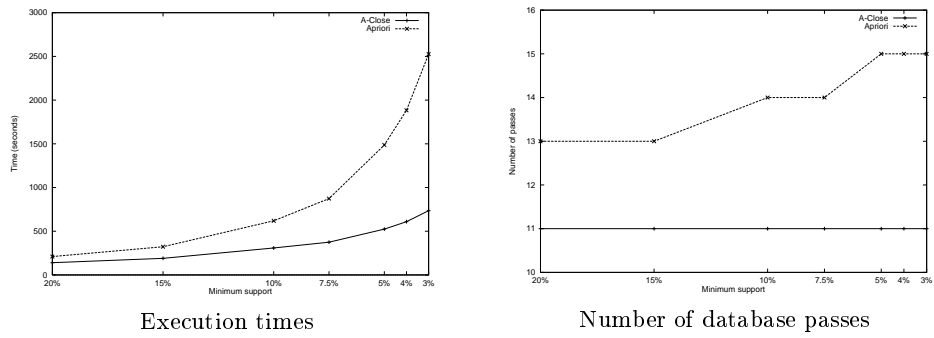 3000
2500
2000
1500
1000
500
0
Time (seconds)
A-Close
Apriori
20% 15% 10% 7.5% 5% 4% 3%
Minimum support
Execution times
16
15
14
13
12
11
10
Number of passes
A-Close
Apriori
20% 15% 10% 7.5% 5% 4% 3%
Minimum support
Number of database passes